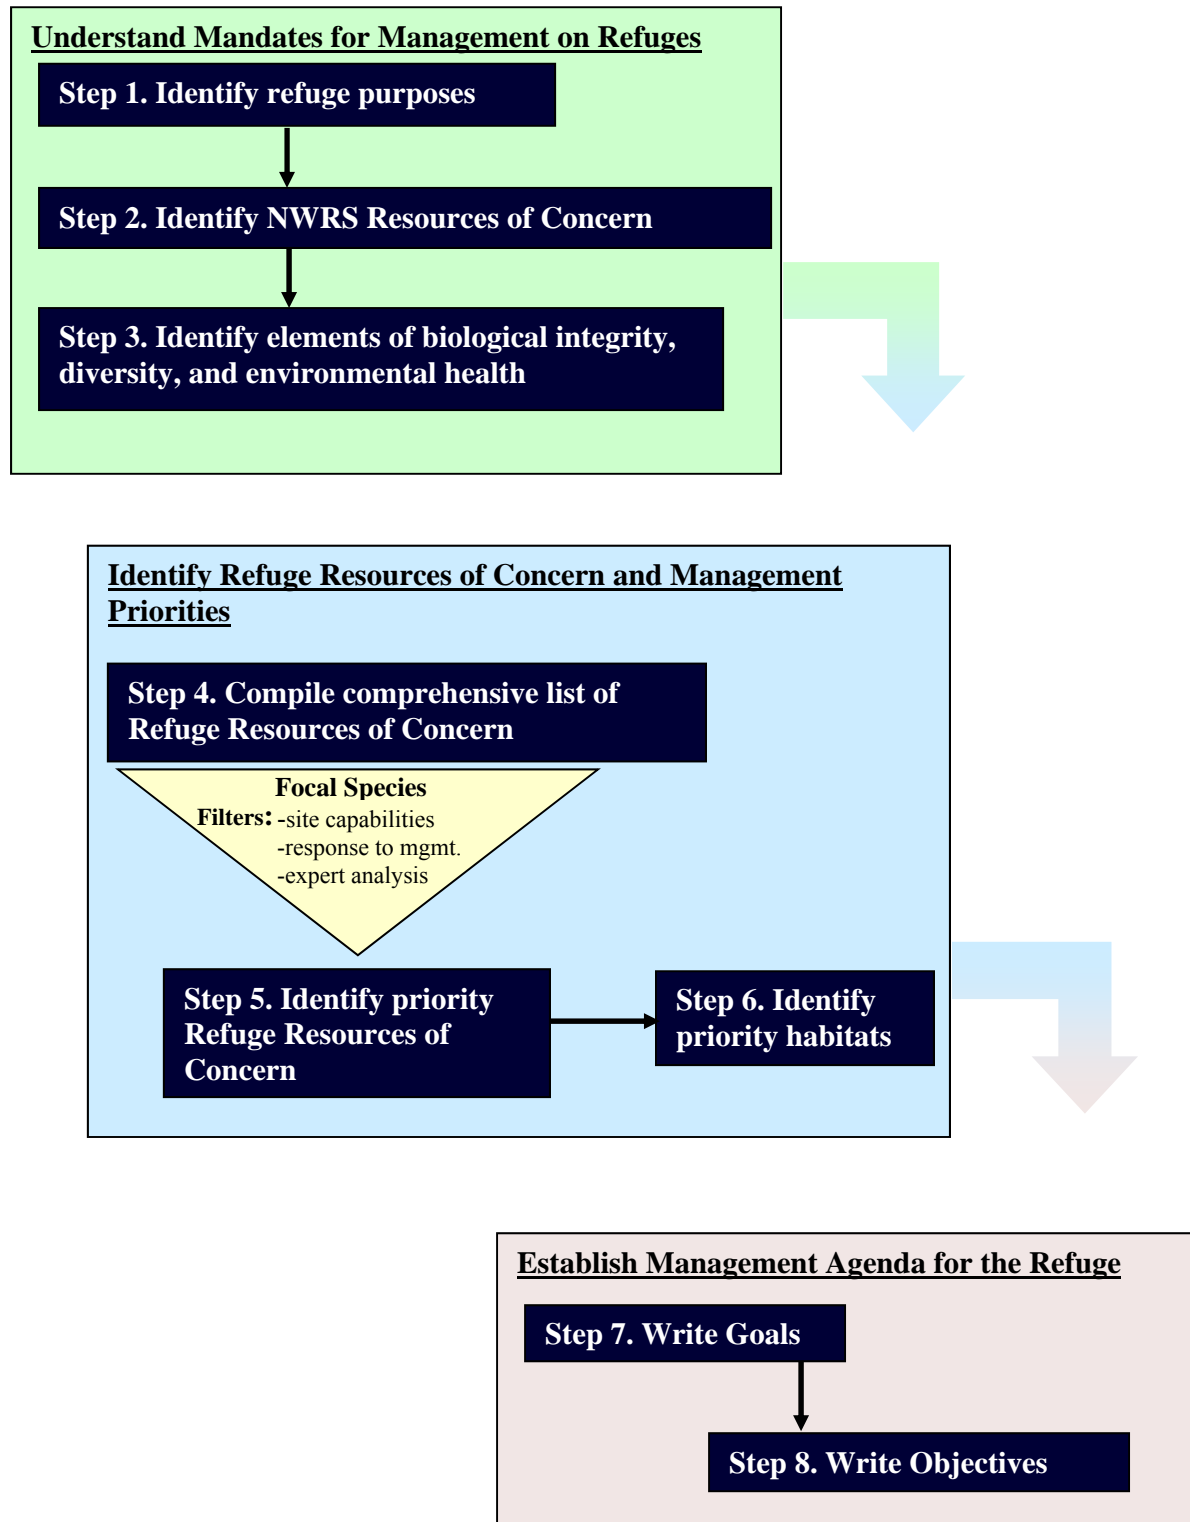 Understand Mandates for Management on Refuges
Step 1. Identify refuge purposes
Step 2. Identify NWRS Resources of Concern
Step 3. Identify elements of biological integrity,
diversity, and environmental health
Identify Refuge Resources of Concern and Management
Priorities
Step 4. Compile comprehensive list of
Refuge Resources of Concern
Focal Species
Filters: -site capabilities
-response to mgmt.
-expert analysis
Step 5. Identify priority
Refuge Resources of
Concern
Step 6. Identify
priority habitats
Establish Management Agenda for the Refuge
Step 7. Write Goals
Step 8. Write Objectives